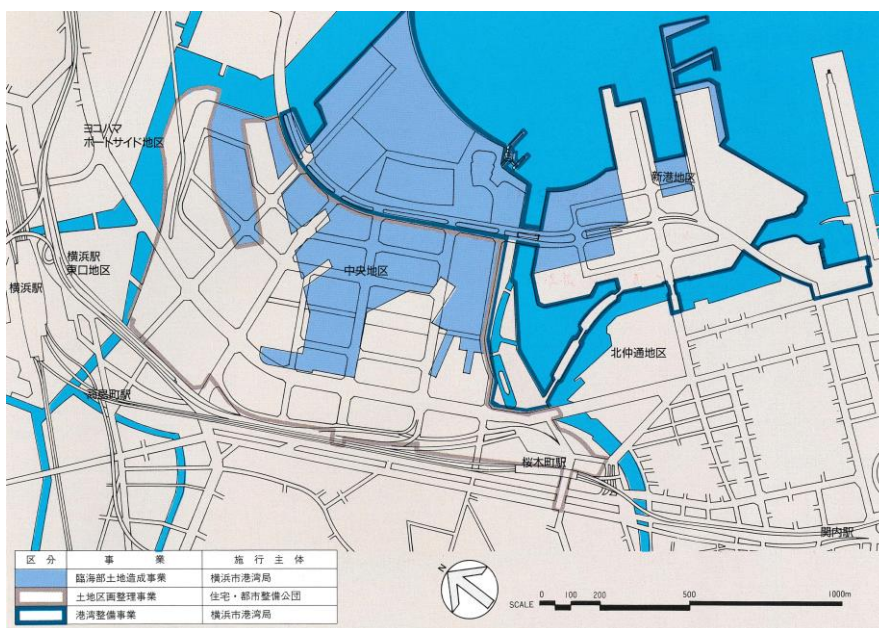 ヨコハマ
ポートサイド地区
新港地区
横浜駅
東口地区
横浜駅
中央地区
北仲通地区
高島町駅
桜木町駅
関内駅
区 分 事 業 施 行 主 体
臨海部土地造成事業 横浜市港湾局
土地区画整理事業 住宅・都市整備公団
港湾整備事業 横浜市港湾局
N
SCALE 0 100 200 500 1000m